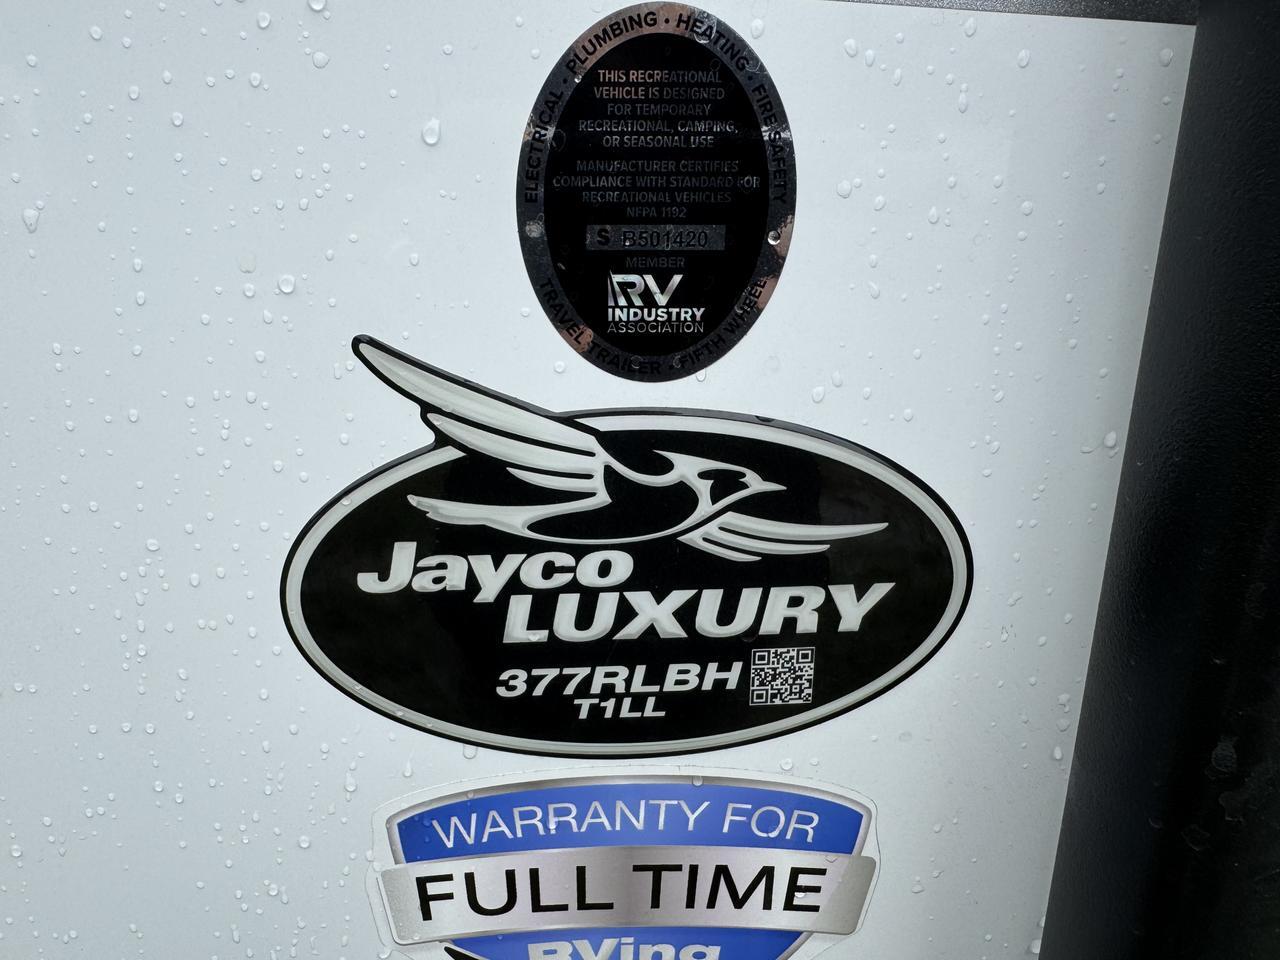 ELECTRICAL • PLUMBING • HEATING • FIRE SAFETY
THIS RECREATIONAL
VEHICLE IS DESIGNED
FOR TEMPORARY
RECREATIONAL, CAMPING,
OR SEASONAL USE
MANUFACTURER CERTIFIES
COMPLIANCE WITH STANDARD FOR
RECREATIONAL VEHICLES
NFPA 1192
S B501420
MEMBER
RV
INDUSTRY
ASSOCIATION
TRAVEL TRAILER • FIFTH WHEEL
Jayco
LUXURY
377RLBH
T1LL
WARRANTY FOR
FULL TIME
RVing